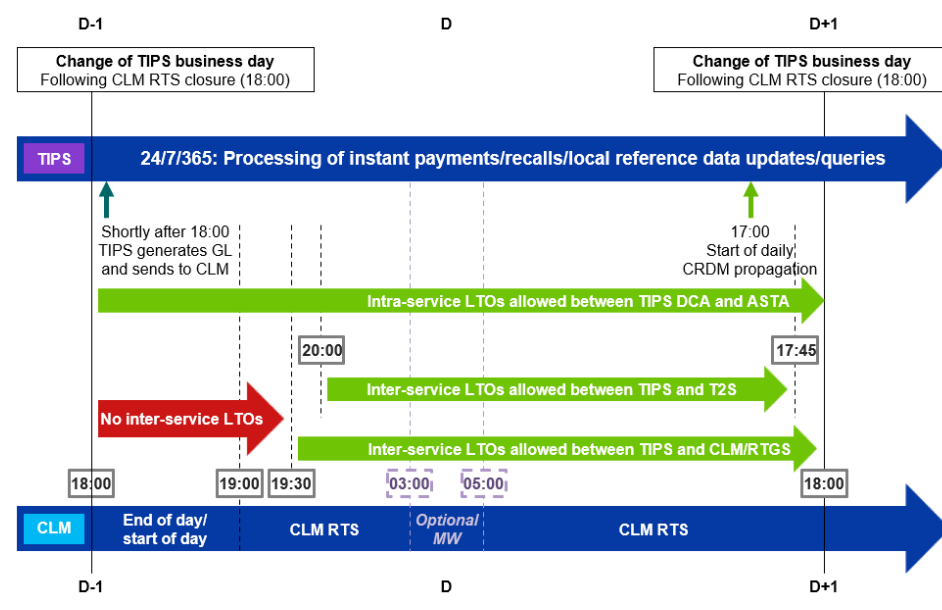 D-1
D
D+1
Change of TIPS business day
Following CLM RTS closure (18:00)
Change of TIPS business day
Following CLM RTS closure (18:00)
TIPS
24/7/365: Processing of instant payments/recalls/local reference data updates/queries
Shortly after 18:00
TIPS generates GL
and sends to CLM
17:00
Start of daily
CRDM propagation
Intra-service LTOs allowed between TIPS DCA and ASTA
20:00
17:45
Inter-service LTOs allowed between TIPS and T2S
No inter-service LTOs
Inter-service LTOs allowed between TIPS and CLM/RTGS
18:00
19:00
19:30
03:00
05:00
18:00
CLM
End of day/
start of day
CLM RTS
Optional
MW
CLM RTS
D-1
D
D+1